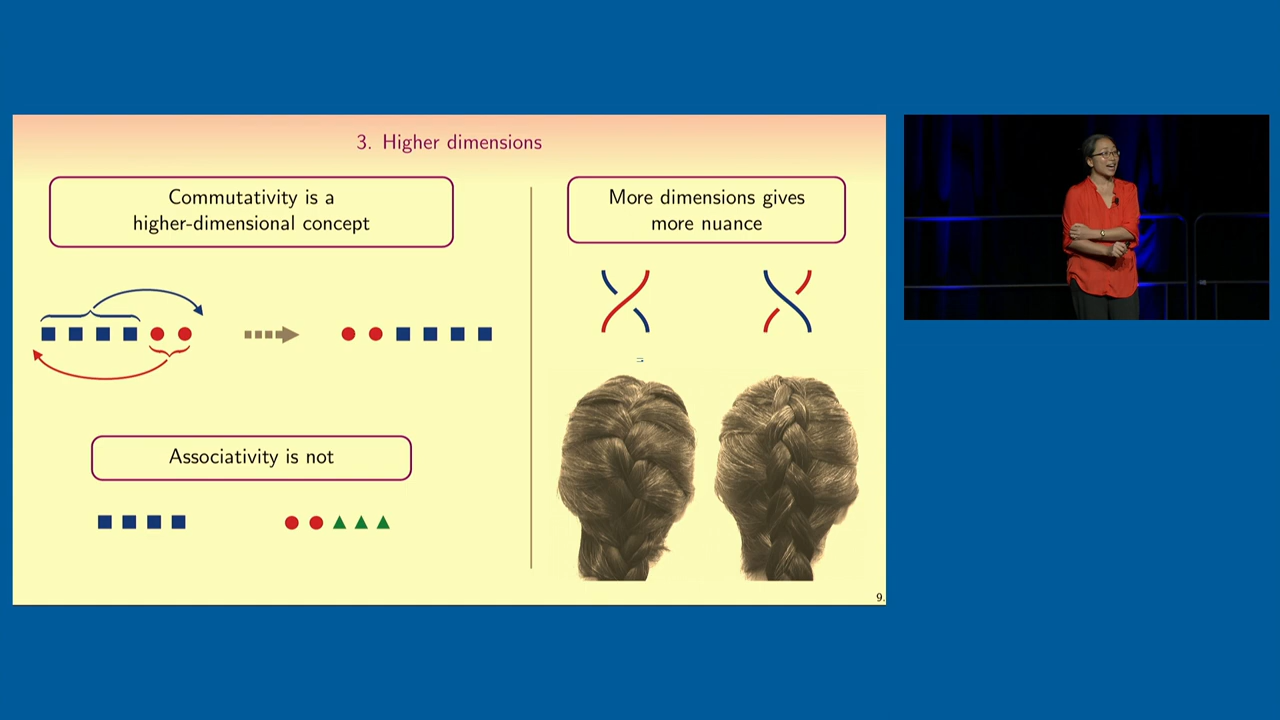 3. Higher dimensions
Commutativity is a
higher-dimensional concept
Associativity is not
More dimensions gives
more nuance
9.